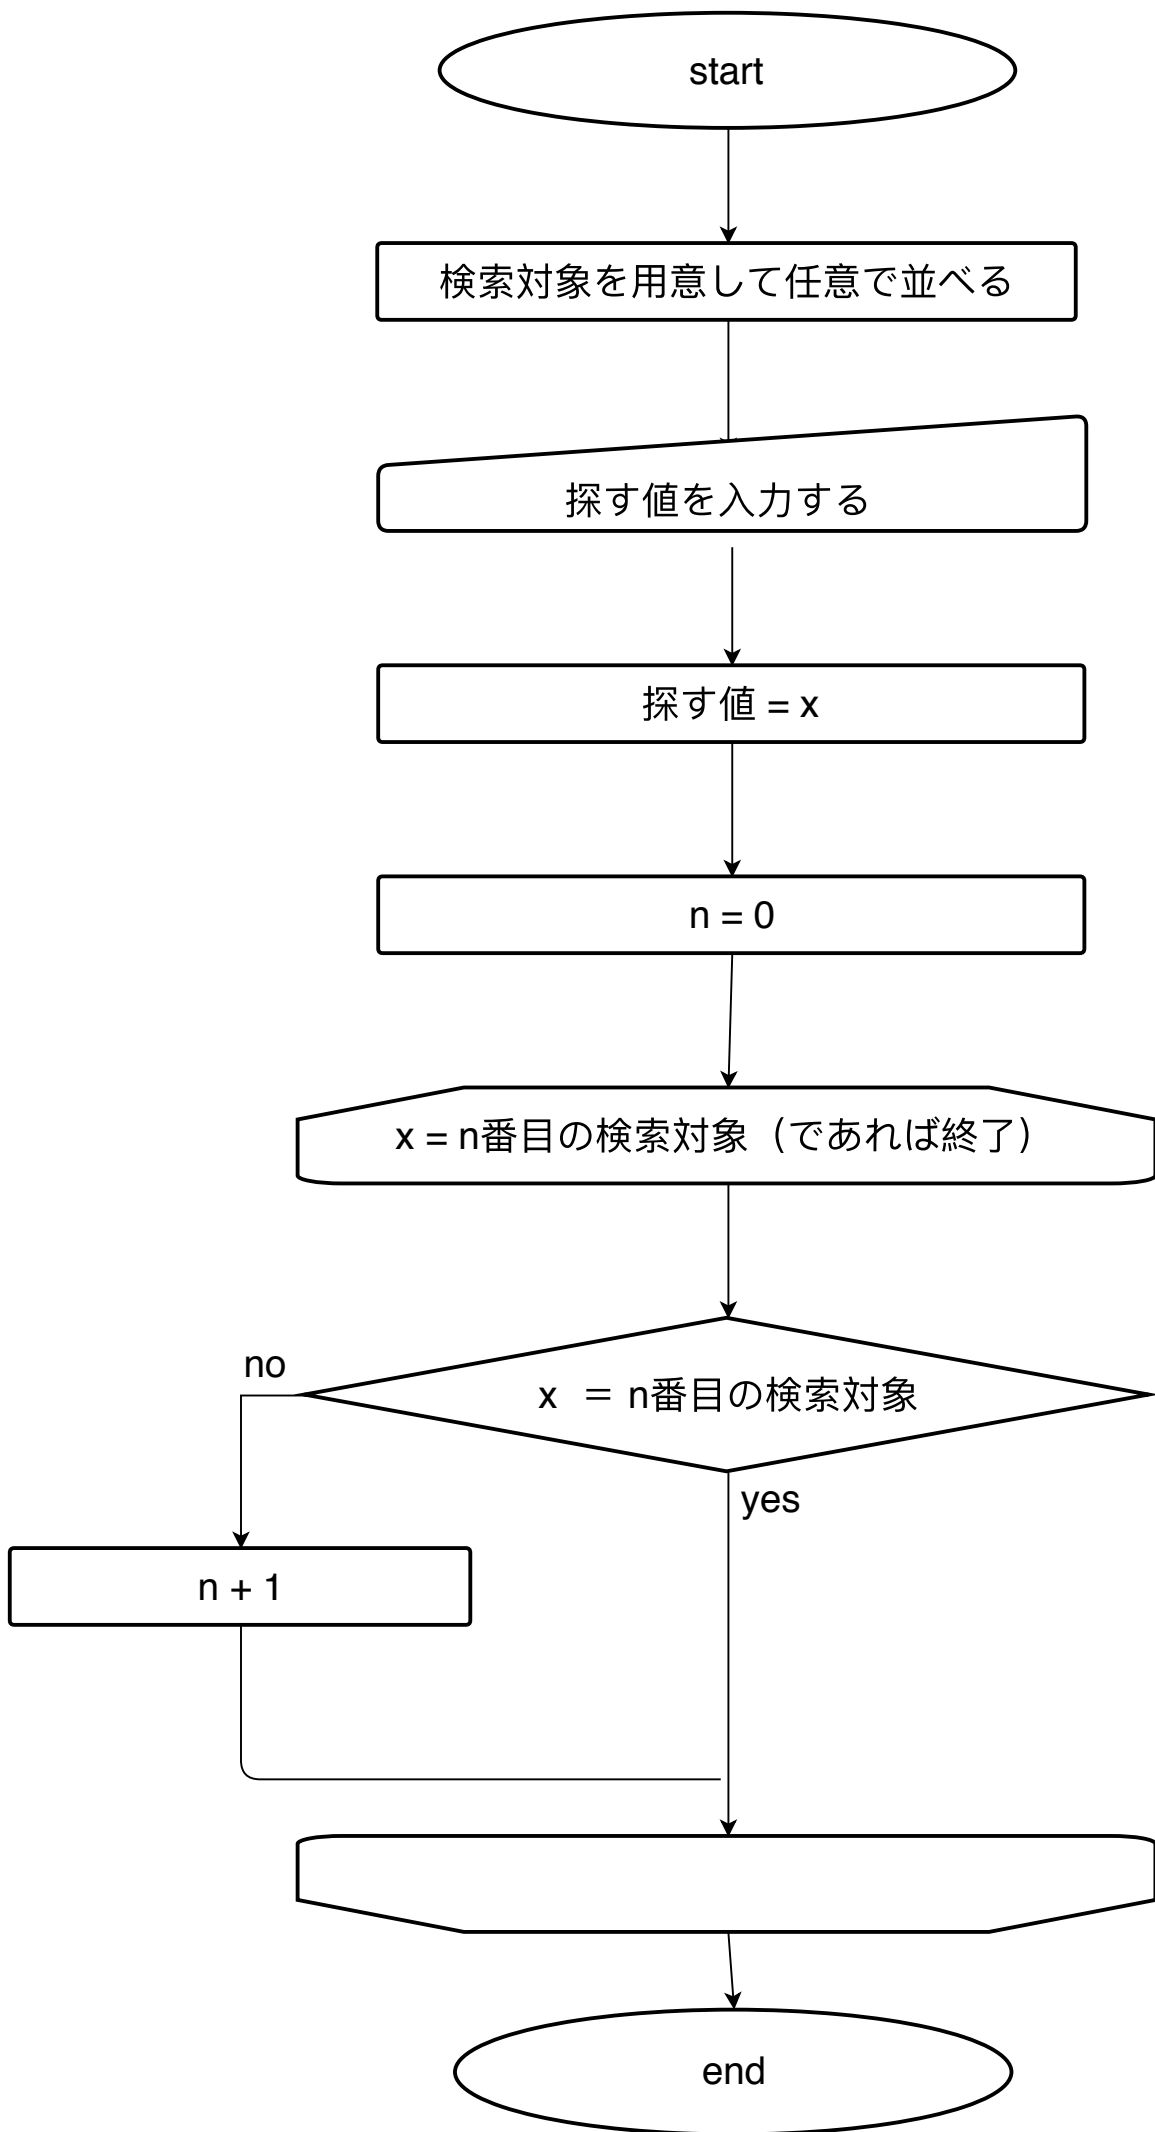 start
検索対象を用意して任意で並べる
探す値を入力する
探す値 = x
n = 0
x = n番目の検索対象（であれば終了）
x ＝ n番目の検索対象
no
yes
n + 1
end